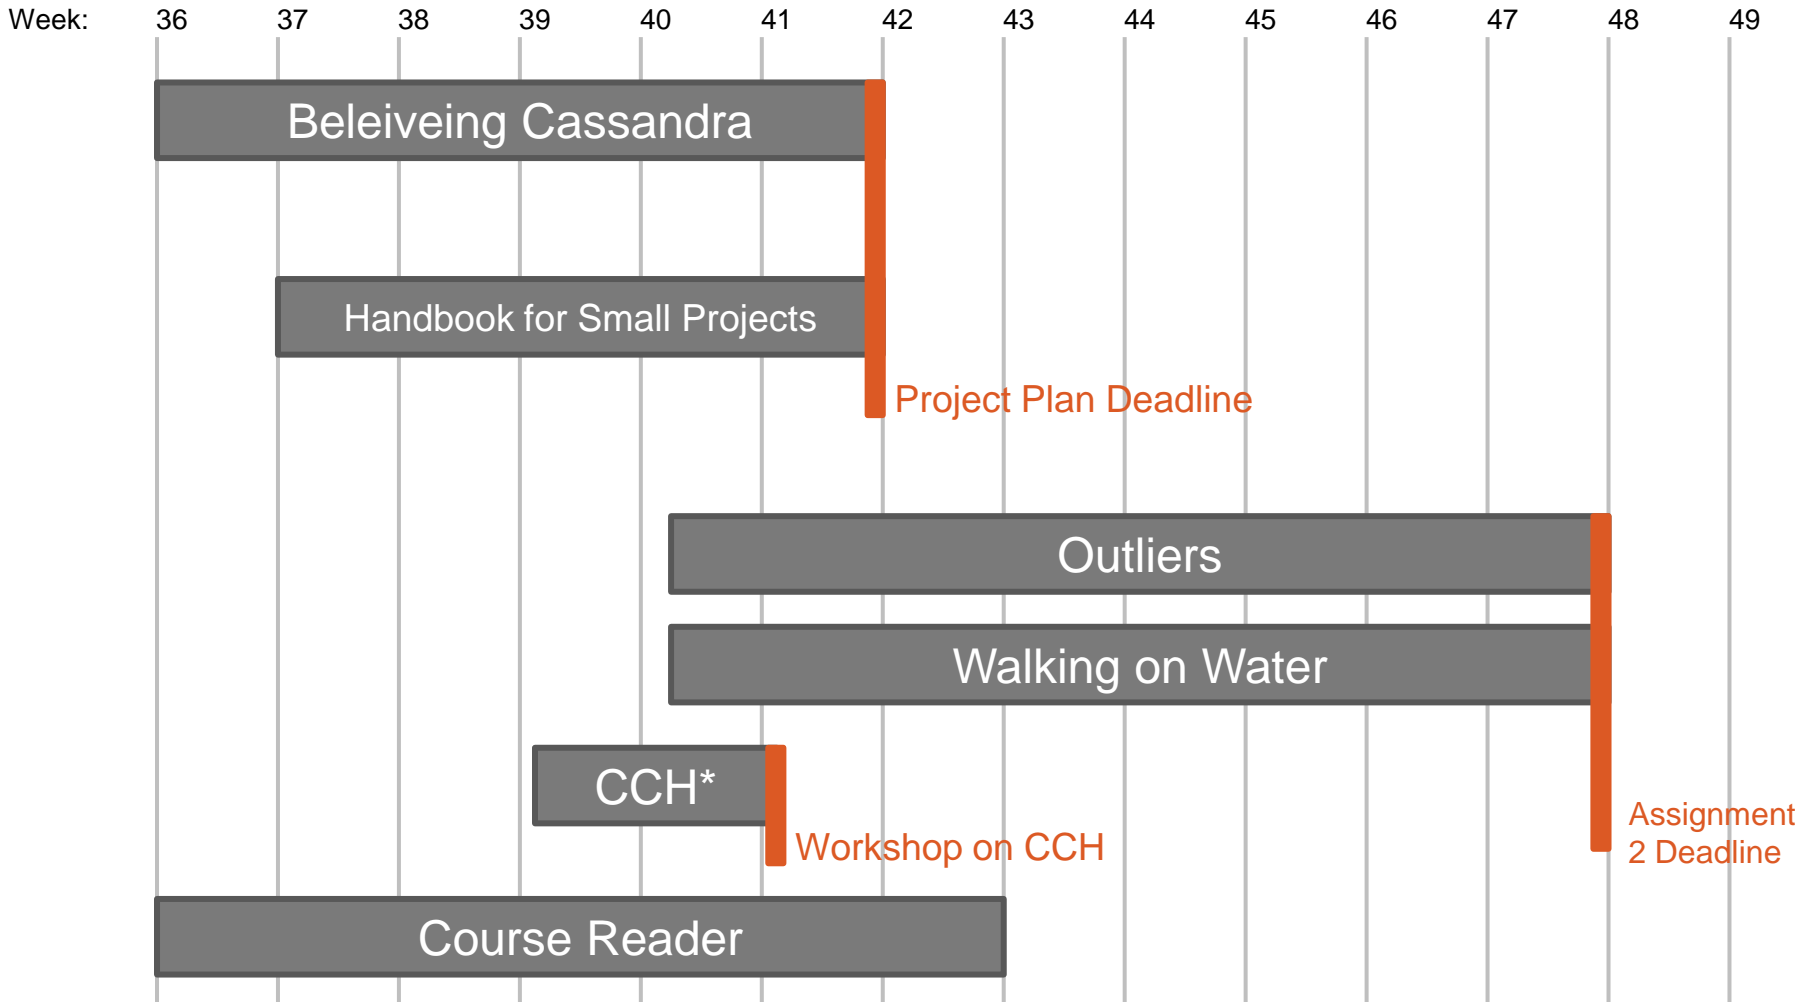 Week: 36 37 38 39 40 41 42 43 44 45 46 47 48 49
Beleiveing Cassandra
Handbook for Small Projects
Project Plan Deadline
Outliers
Walking on Water
CCH*
Assignment
2 Deadline
Workshop on CCH
Course Reader